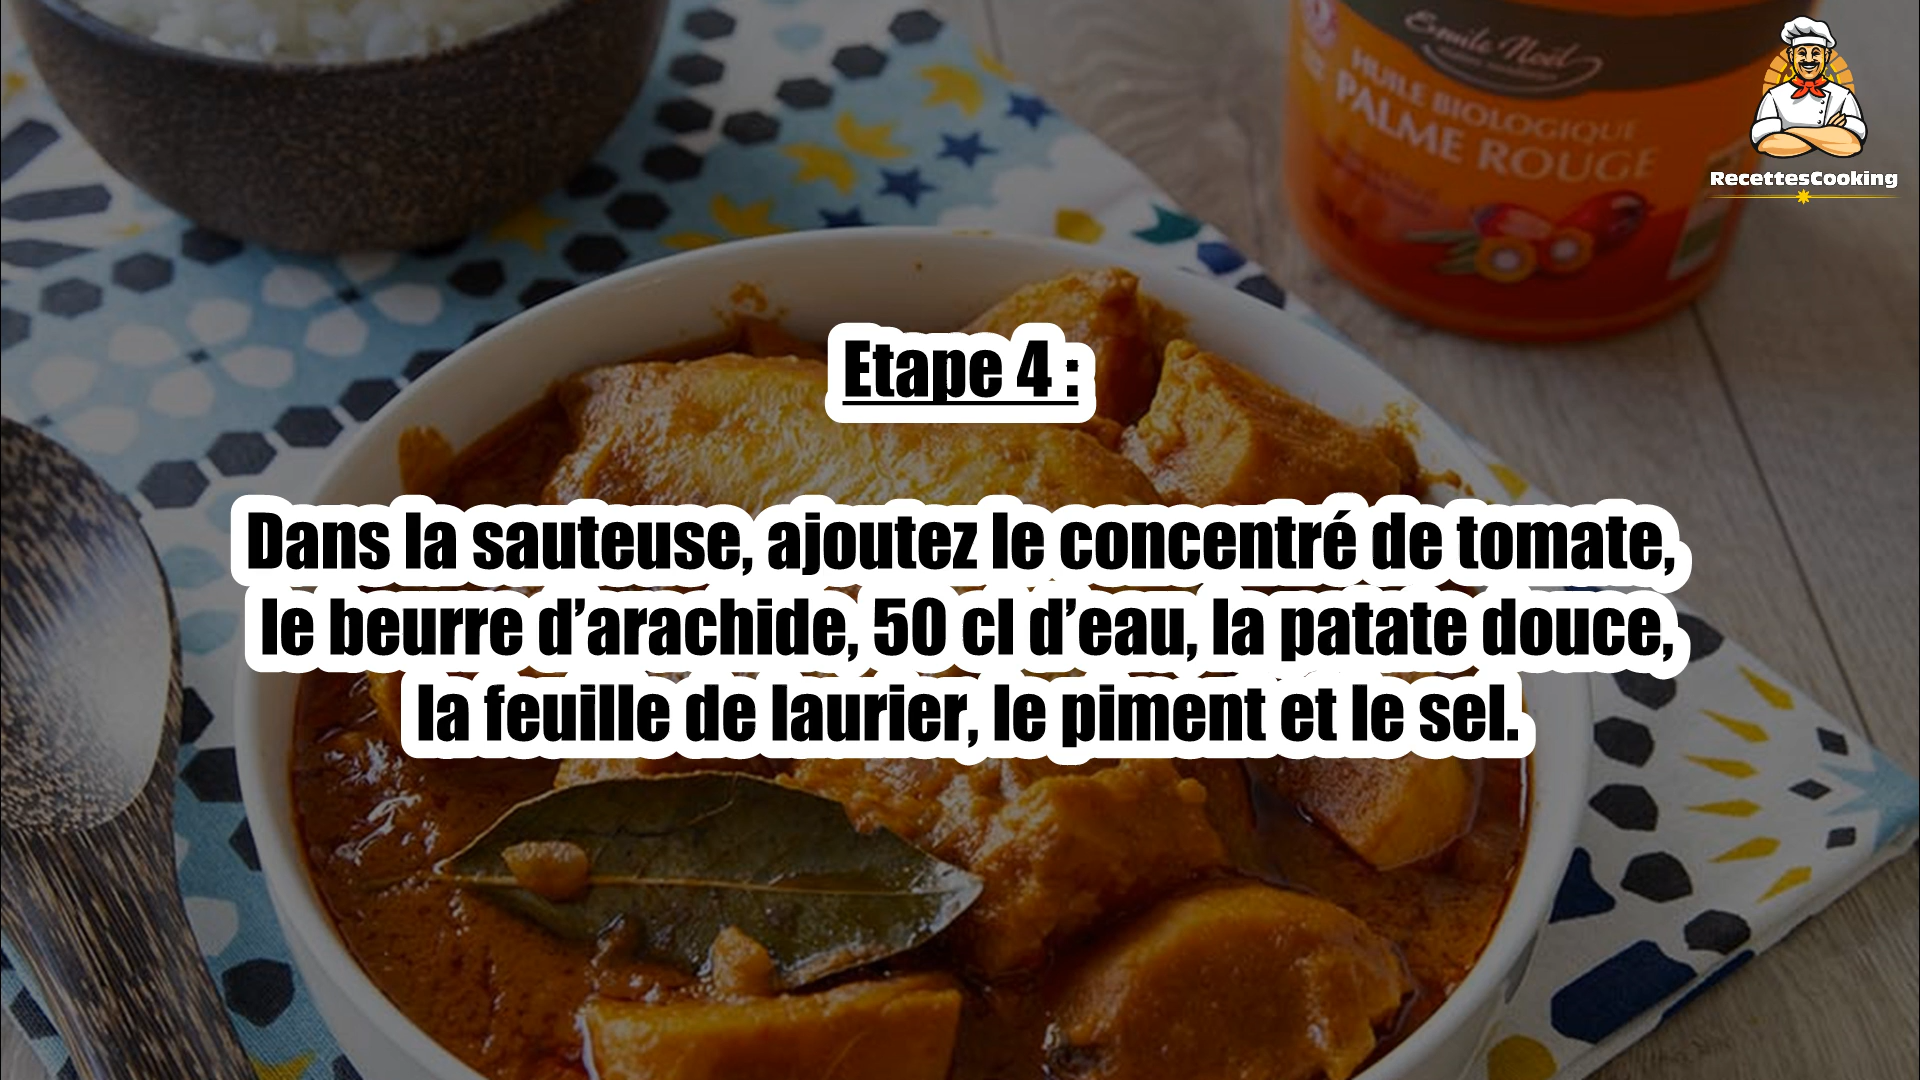 Emile Noël
HUILE BIOLOGIQUE
PALME ROUGE
RecettesCooking
Etape 4 :
Dans la sauteuse, ajoutez le concentré de tomate,
le beurre d’arachide, 50 cl d’eau, la patate douce,
la feuille de laurier, le piment et le sel.